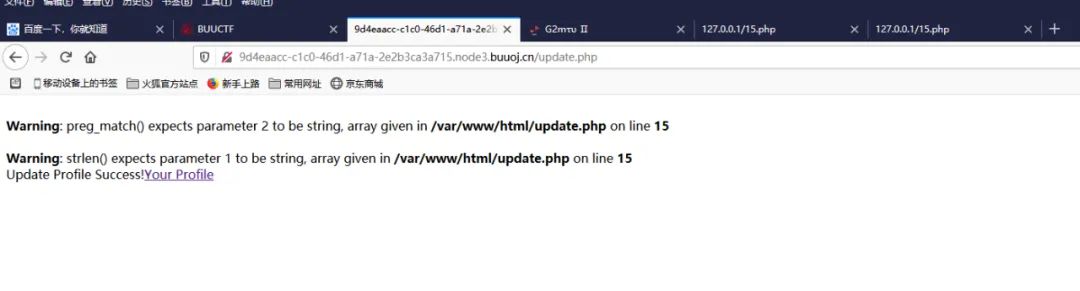 文件(F) 编辑(E) 查看(V) 历史(S) 书签(B) 工具(T) 帮助(H)
百度一下，你就知道 BUUCTF 9d4eaacc-c1c0-46d1-a71a-2e2b G2mτυ II 127.0.0.1/15.php 127.0.0.1/15.php
9d4eaacc-c1c0-46d1-a71a-2e2b3ca3a715.node3.buuoj.cn/update.php
移动设备上的书签 火狐官方站点 新手上路 常用网址 京东商城
Warning: preg_match() expects parameter 2 to be string, array given in /var/www/html/update.php on line 15
Warning: strlen() expects parameter 1 to be string, array given in /var/www/html/update.php on line 15
Update Profile Success!Your Profile